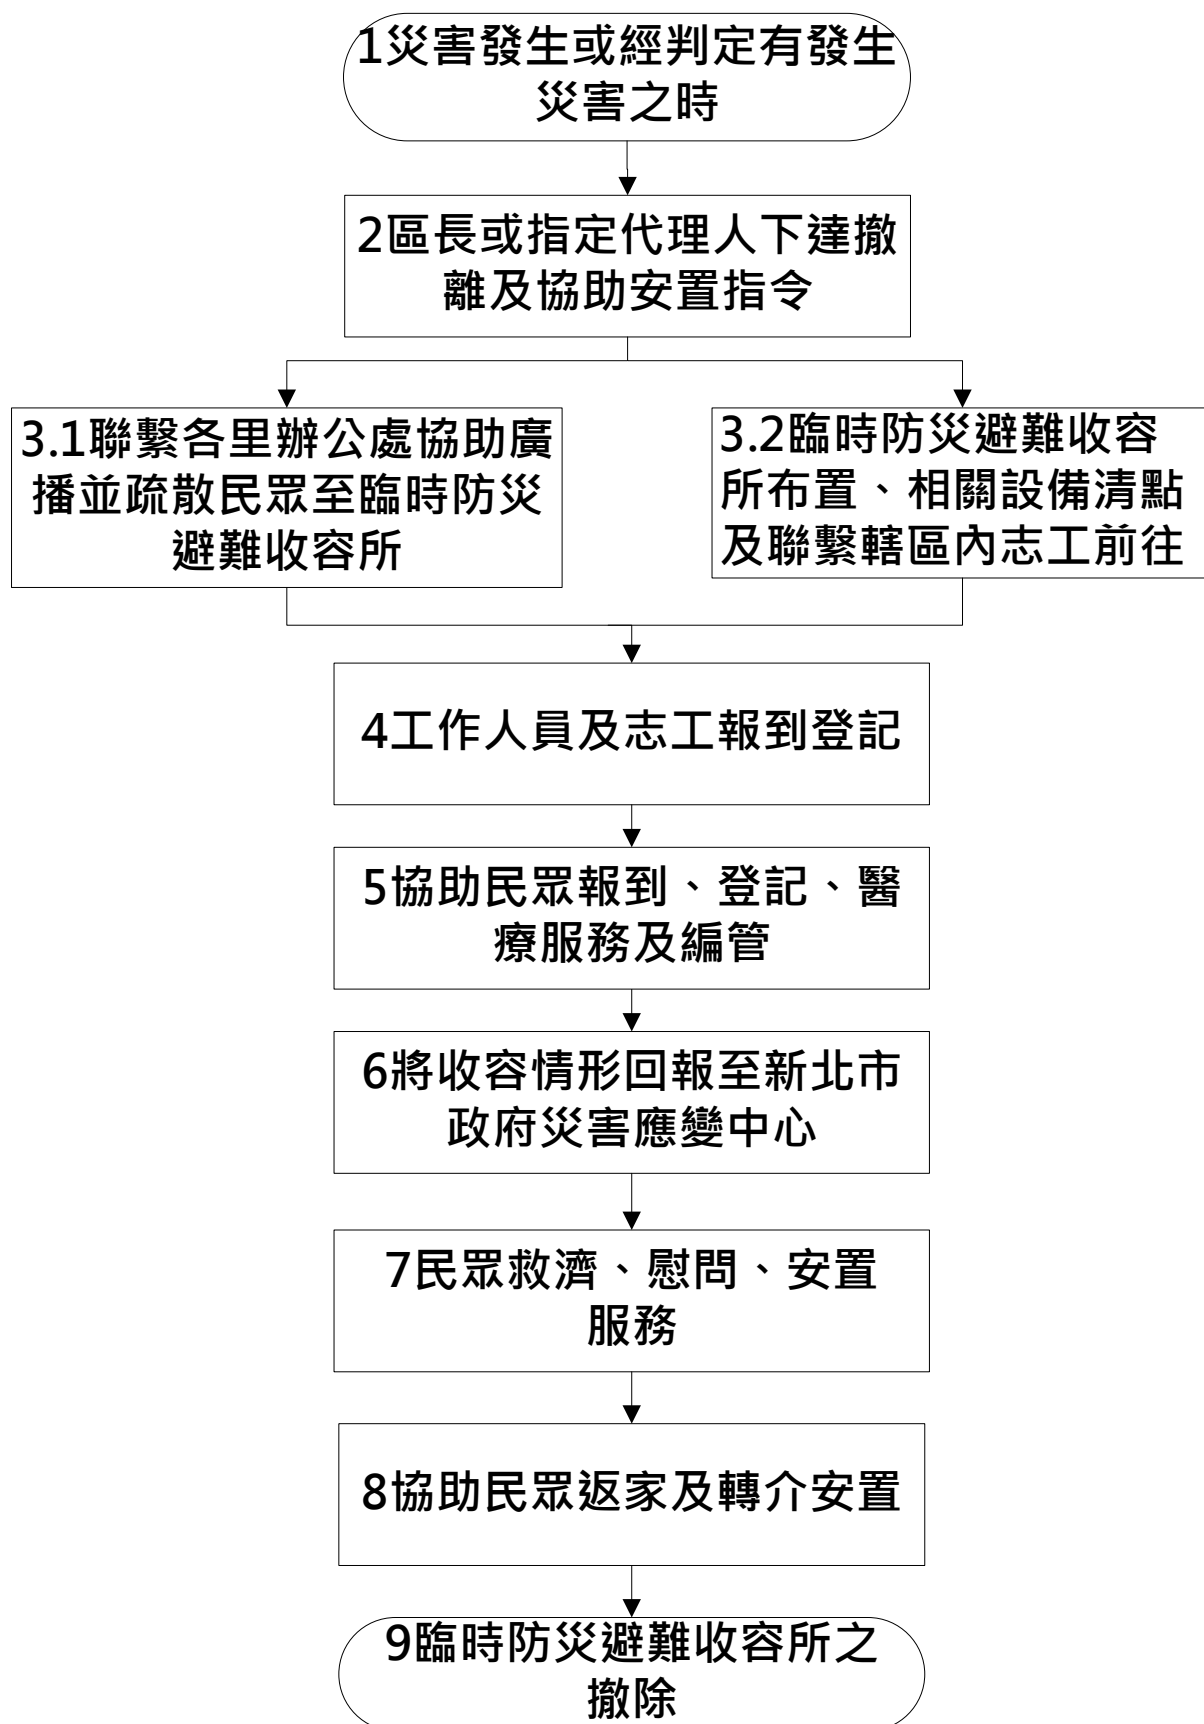 1災害發生或經判定有發生
災害之時
2區長或指定代理人下達撤
離及協助安置指令
3.1聯繫各里辦公處協助廣
播並疏散民眾至臨時防災
避難收容所
3.2臨時防災避難收容
所布置、相關設備清點
及聯繫轄區內志工前往
4工作人員及志工報到登記
5協助民眾報到、登記、醫
療服務及編管
6將收容情形回報至新北市
政府災害應變中心
7民眾救濟、慰問、安置
服務
8協助民眾返家及轉介安置
9臨時防災避難收容所之
撤除